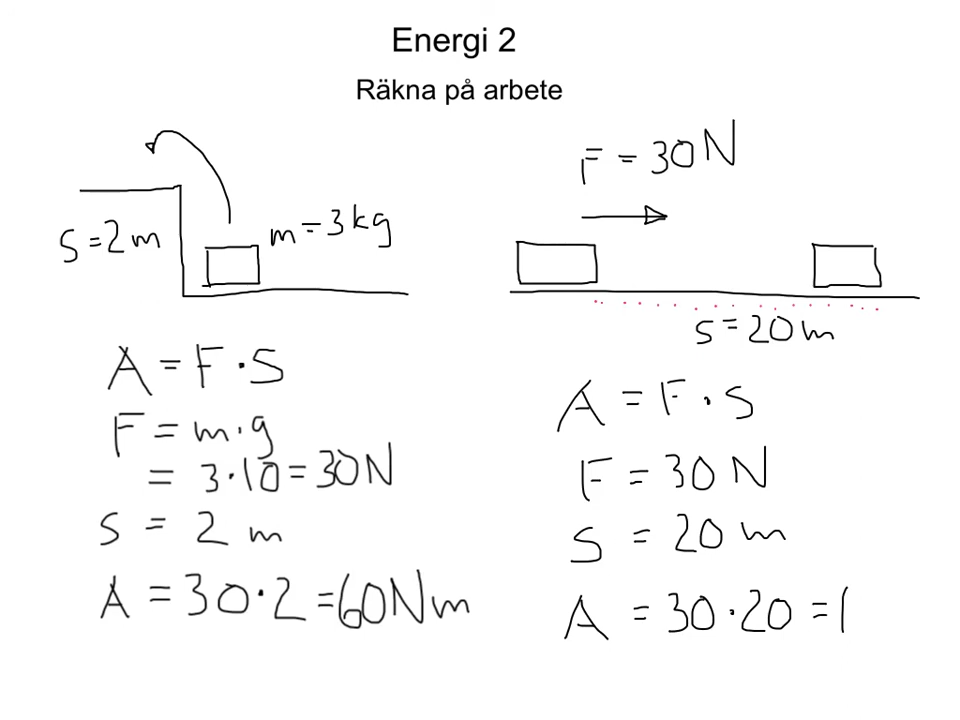 Energi 2
Räkna på arbete
S = 2 m
m = 3 kg
A = F · S
F = m · g
= 3 · 10 = 30 N
S = 2 m
A = 30 · 2 = 60 Nm
F = 30 N
S = 20 m
A = F · S
F = 30 N
S = 20 m
A = 30 · 20 =